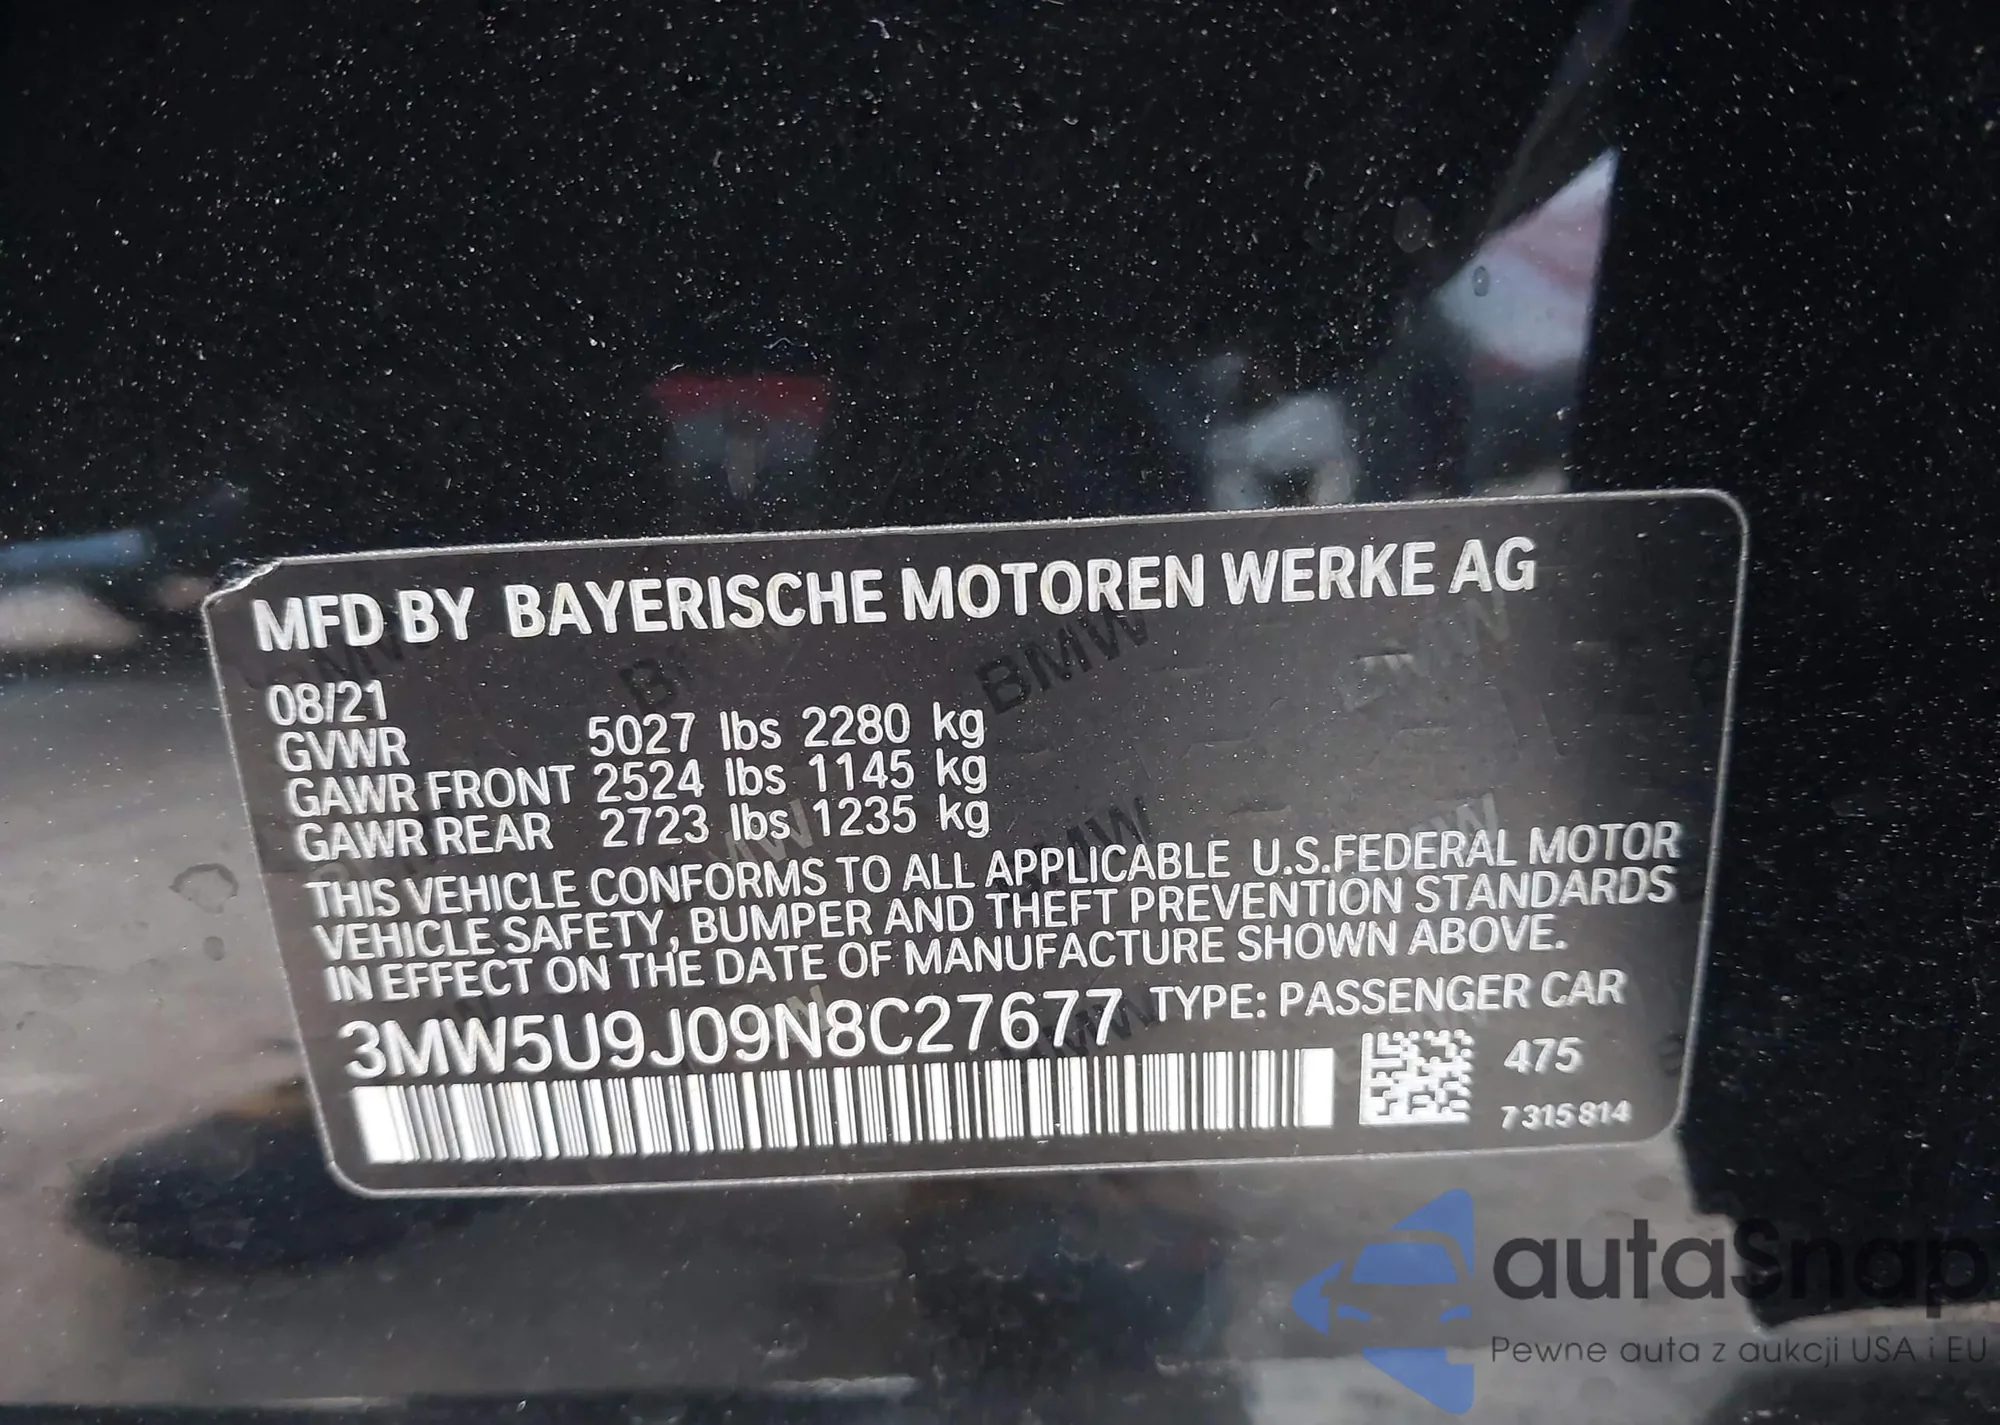 MFD BY BAYERISCHE MOTOREN WERKE AG
08/21
GVWR 5027 lbs 2280 kg
GAWR FRONT 2524 lbs 1145 kg
GAWR REAR 2723 lbs 1235 kg
THIS VEHICLE CONFORMS TO ALL APPLICABLE U.S.FEDERAL MOTOR
VEHICLE SAFETY, BUMPER AND THEFT PREVENTION STANDARDS
IN EFFECT ON THE DATE OF MANUFACTURE SHOWN ABOVE.
3MW5U9J09N8C27677 TYPE: PASSENGER CAR
475
7315814
autaSnap
Pewne auta z aukcji USA i EU